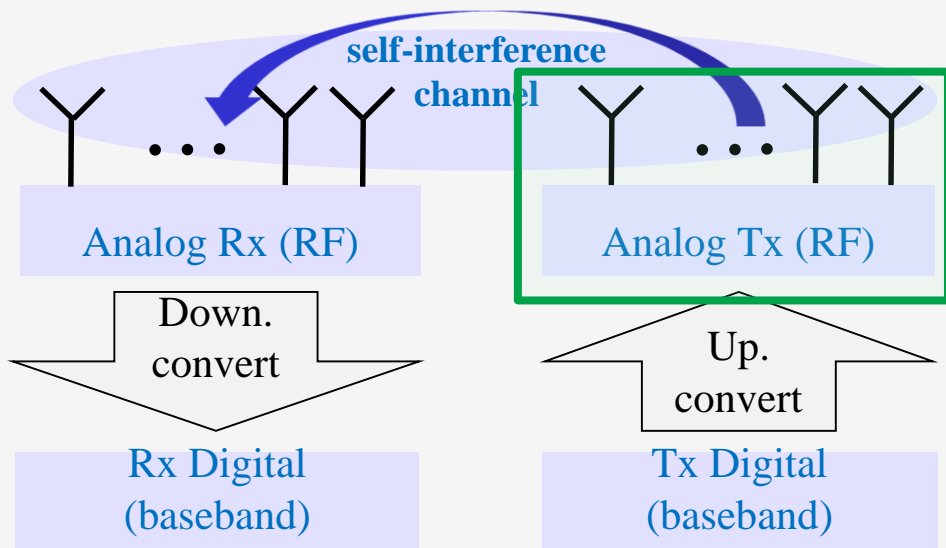 self-interference
channel
Analog Rx (RF)
Analog Tx (RF)
Down.
convert
Up.
convert
Rx Digital
(baseband)
Tx Digital
(baseband)